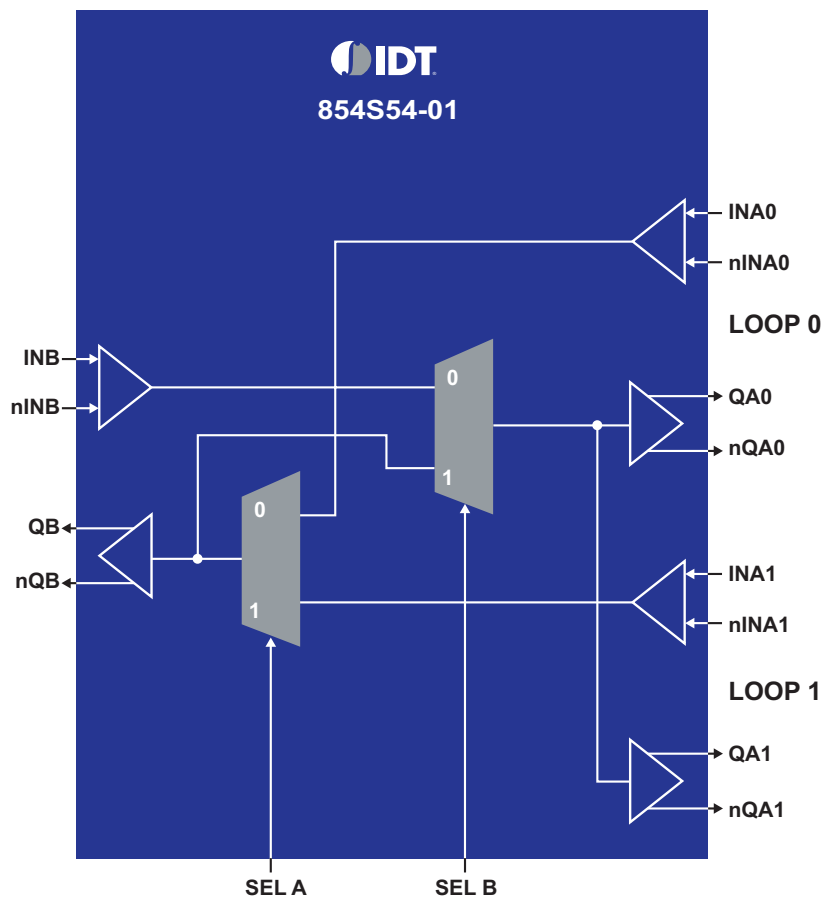 IDT
854S54-01
INA0
nINA0
LOOP 0
INB
nINB
0
QA0
nQA0
1
0
QB
nQB
INA1
1
nINA1
LOOP 1
QA1
nQA1
SEL A
SEL B